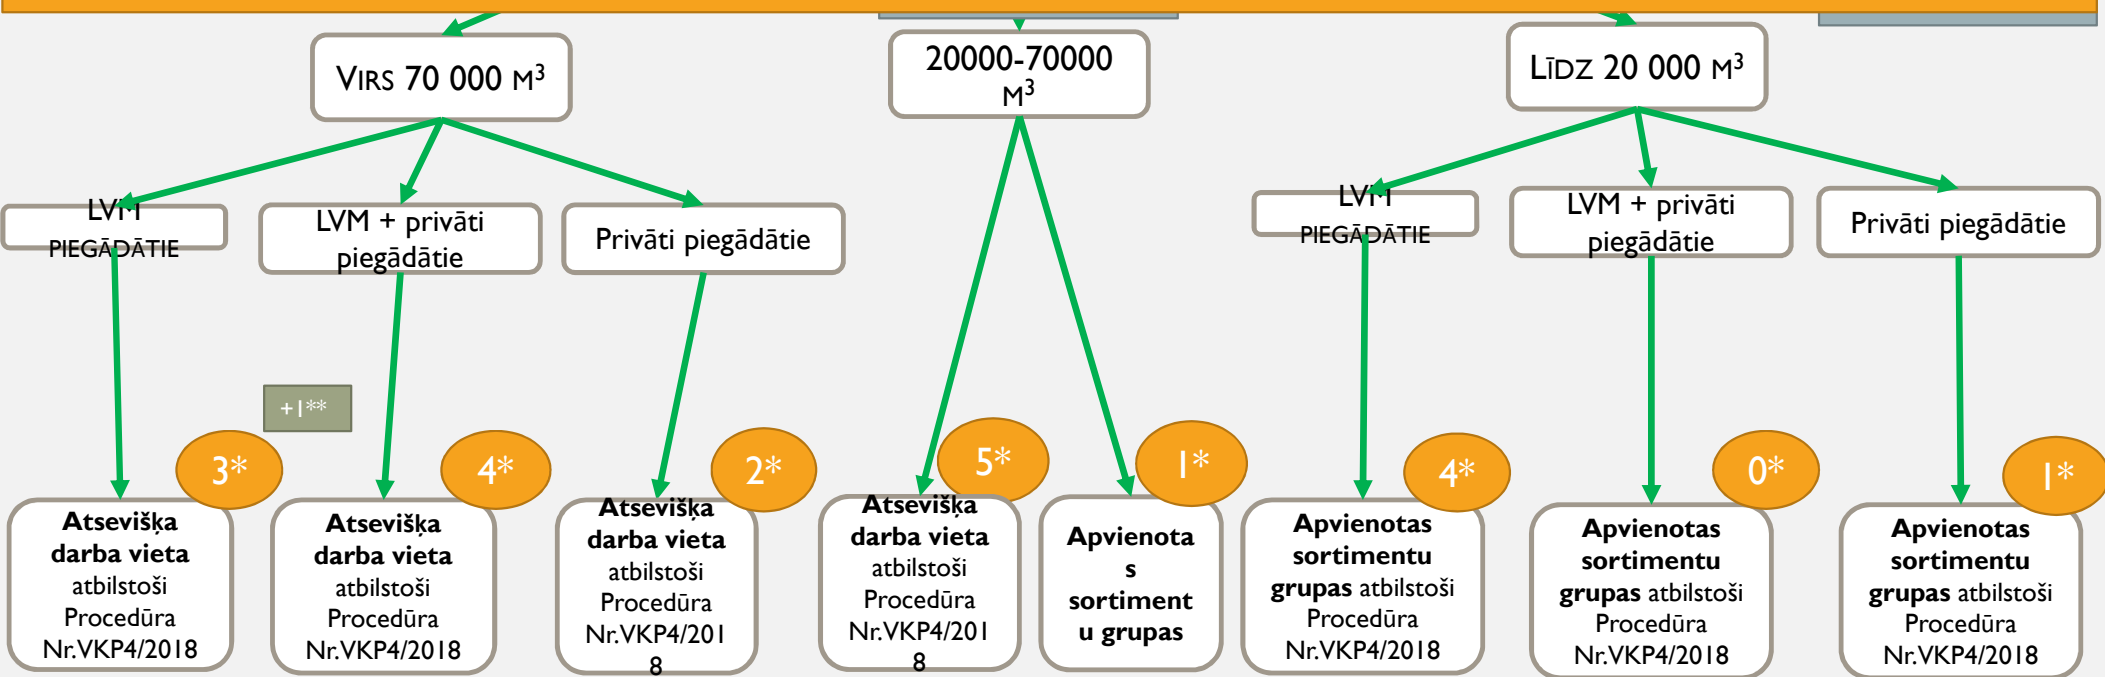 VIRS 70 000 M³
20000-70000
M³
LĪDZ 20 000 M³
LVM
PIEGĀDĀTIE
LVM + privāti
piegādātie
Privāti piegādātie
LVM
PIEGĀDĀTIE
LVM + privāti
piegādātie
Privāti piegādātie
+1**
3*
4*
2*
5*
1*
4*
0*
1*
Atsevišķa
darba vieta
atbilstoši
Procedūra
Nr.VKP4/2018
Atsevišķa
darba vieta
atbilstoši
Procedūra
Nr.VKP4/2018
Atsevišķa
darba vieta
atbilstoši
Procedūra
Nr.VKP4/201
8
Atsevišķa
darba vieta
atbilstoši
Procedūra
Nr.VKP4/201
8
Apvienota
s
sortiment
u grupas
Apvienotas
sortimentu
grupas atbilstoši
Procedūra
Nr.VKP4/2018
Apvienotas
sortimentu
grupas atbilstoši
Procedūra
Nr.VKP4/2018
Apvienotas
sortimentu
grupas atbilstoši
Procedūra
Nr.VKP4/2018